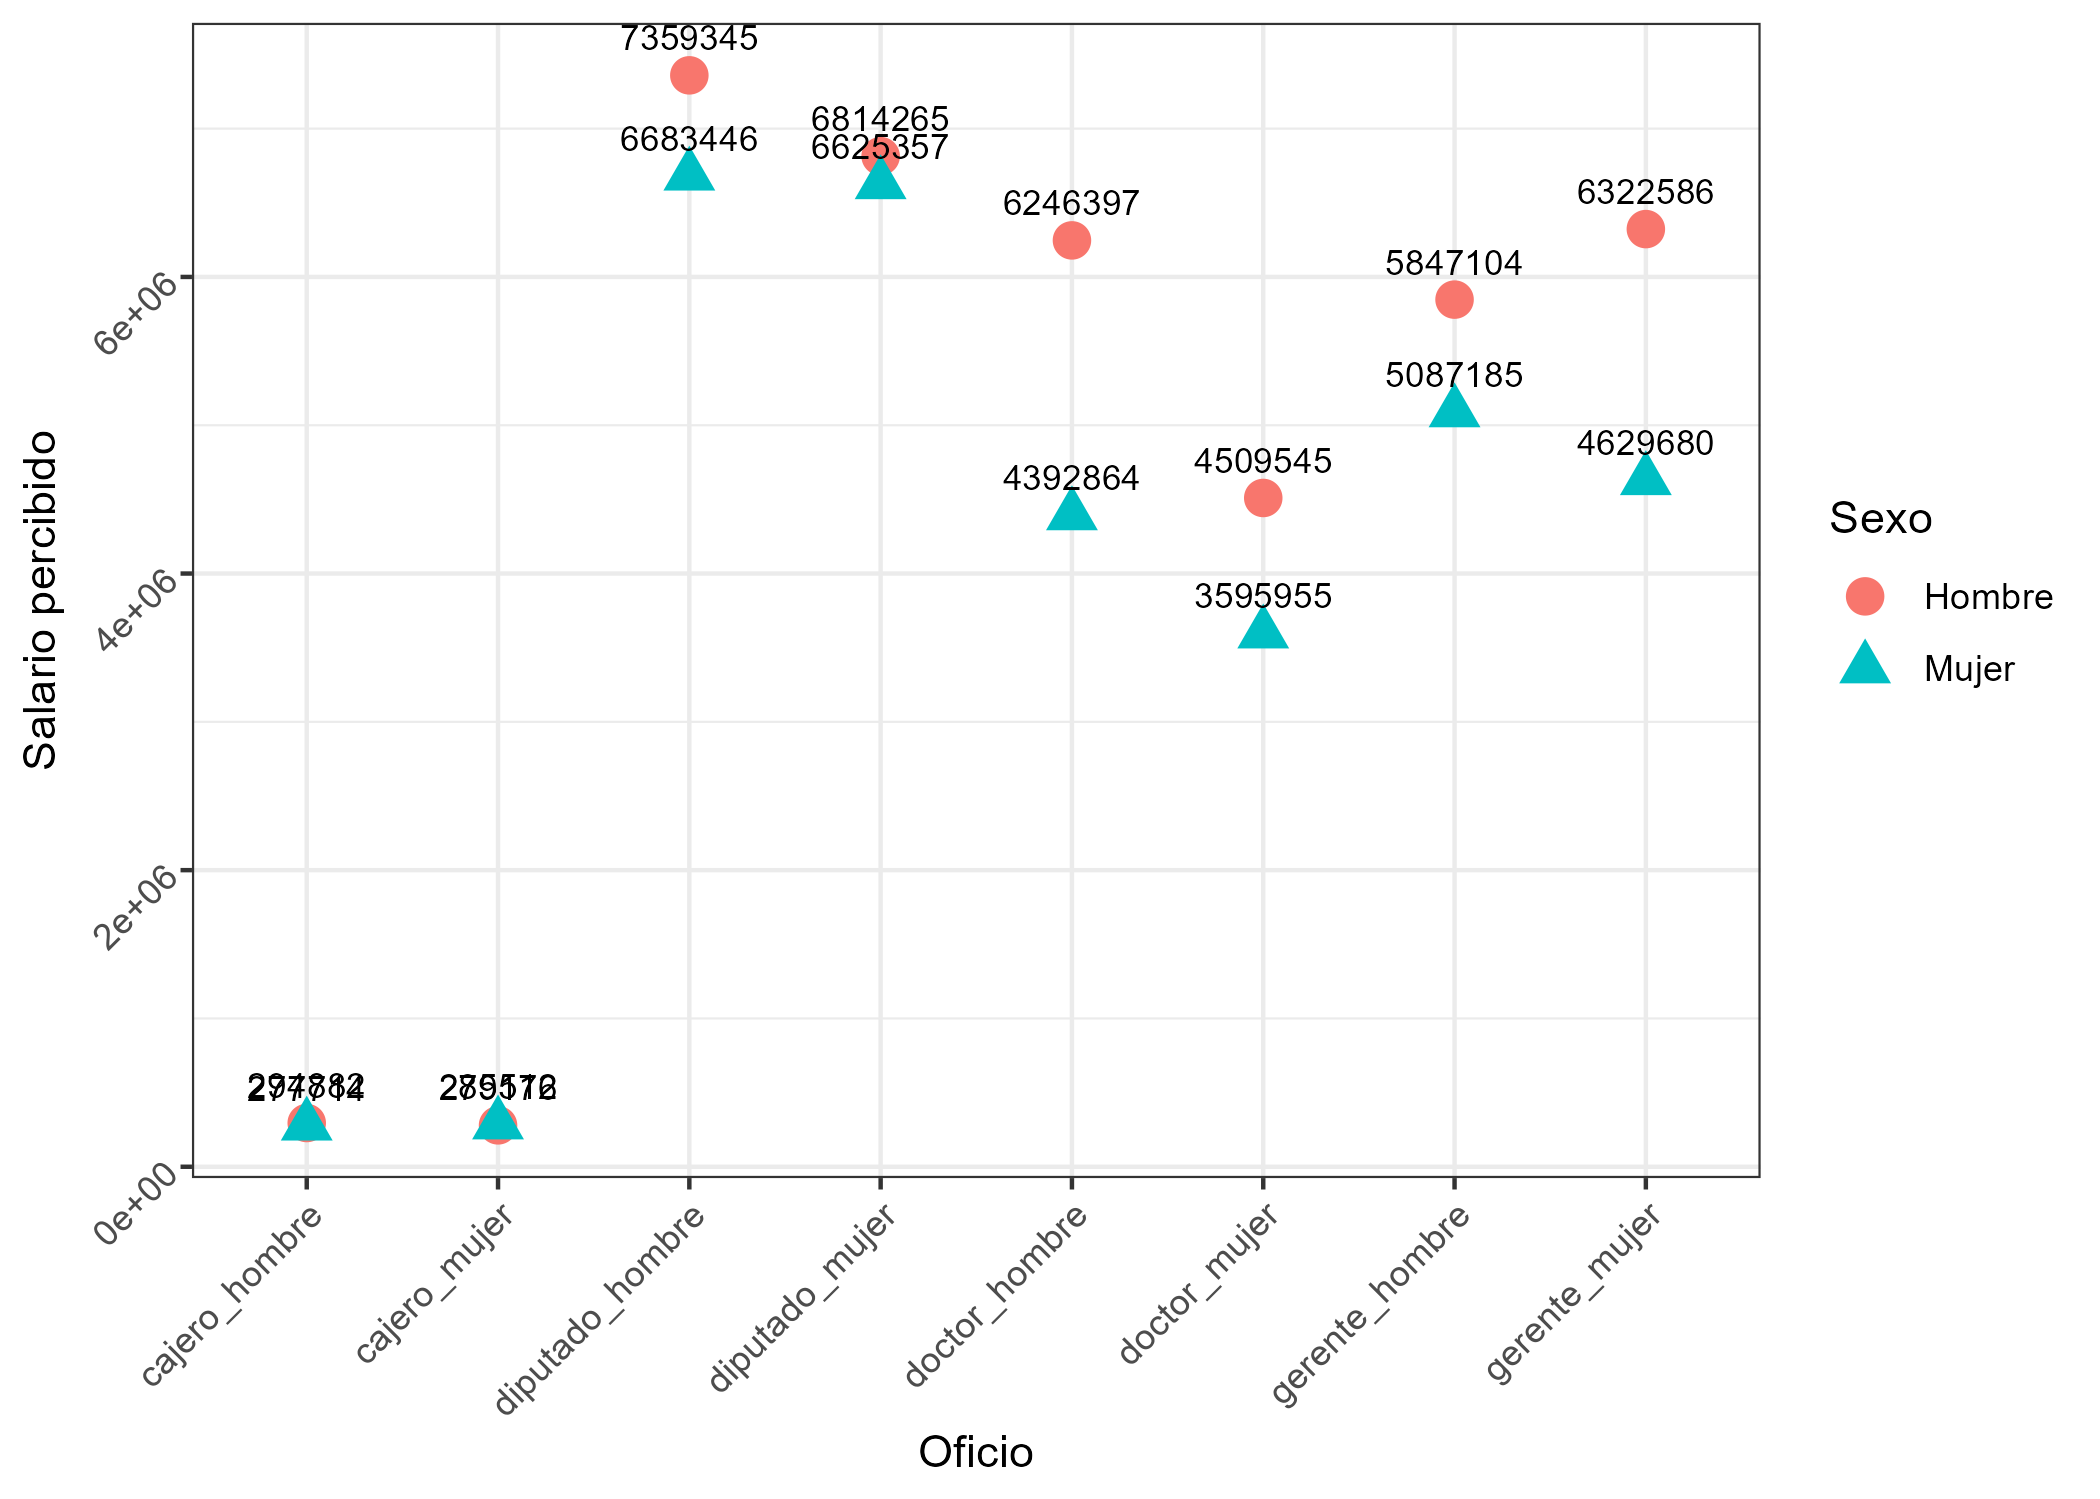 7359345
6814265
6683446
6625357
6322586
6246397
5847104
5087185
4629680
4509545
4392864
3595955
6e+06
4e+06
2e+06
0e+00
Salario percibido
cajero_hombre
cajero_mujer
diputado_hombre
diputado_mujer
doctor_hombre
doctor_mujer
gerente_hombre
gerente_mujer
Oficio
Sexo
Hombre
Mujer